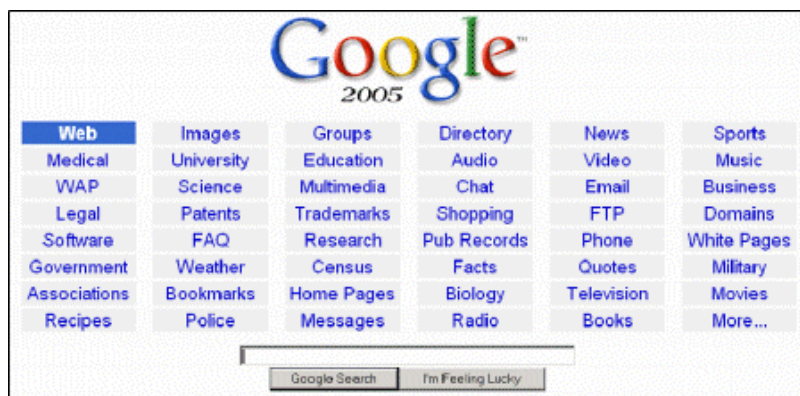 Google™
2005
Web Images Groups Directory News Sports
Medical University Education Audio Video Music
WAP Science Multimedia Chat Email Business
Legal Patents Trademarks Shopping FTP Domains
Software FAQ Research Pub Records Phone White Pages
Government Weather Census Facts Quotes Military
Associations Bookmarks Home Pages Biology Television Movies
Recipes Police Messages Radio Books More...
Google Search I'm Feeling Lucky